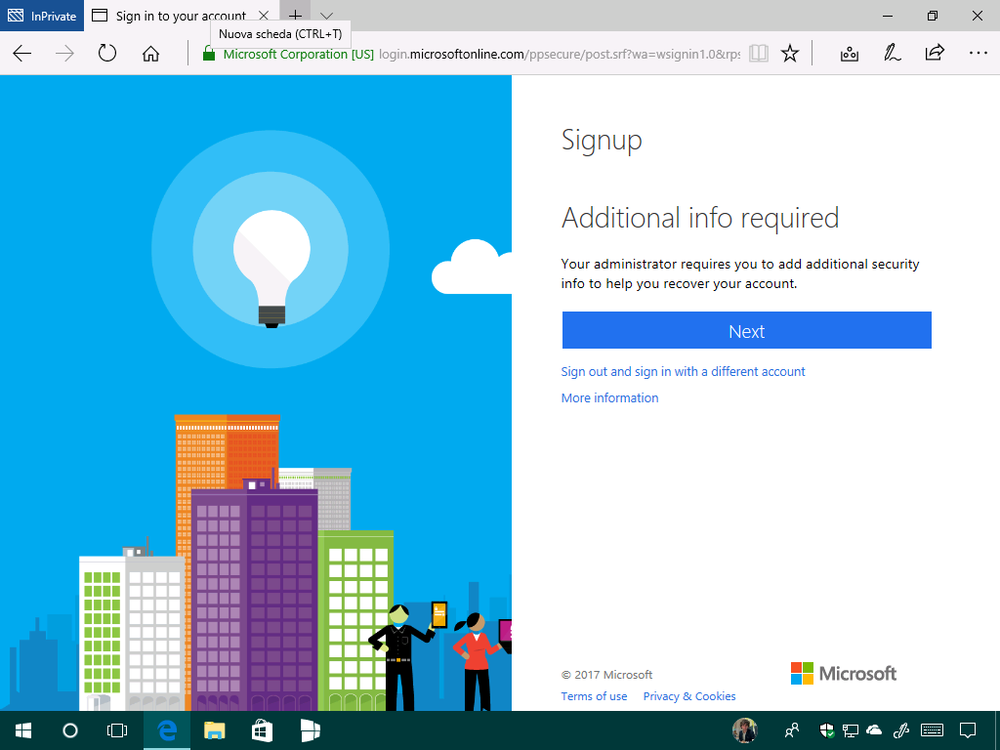 InPrivate
Sign in to your account
Nuova scheda (CTRL+T)
Microsoft Corporation [US] login.microsoftonline.com/ppsecure/post.srf?wa=wsignin1.0&rps
Signup
Additional info required
Your administrator requires you to add additional security
info to help you recover your account.
Next
Sign out and sign in with a different account
More information
© 2017 Microsoft
Microsoft
Terms of use Privacy & Cookies